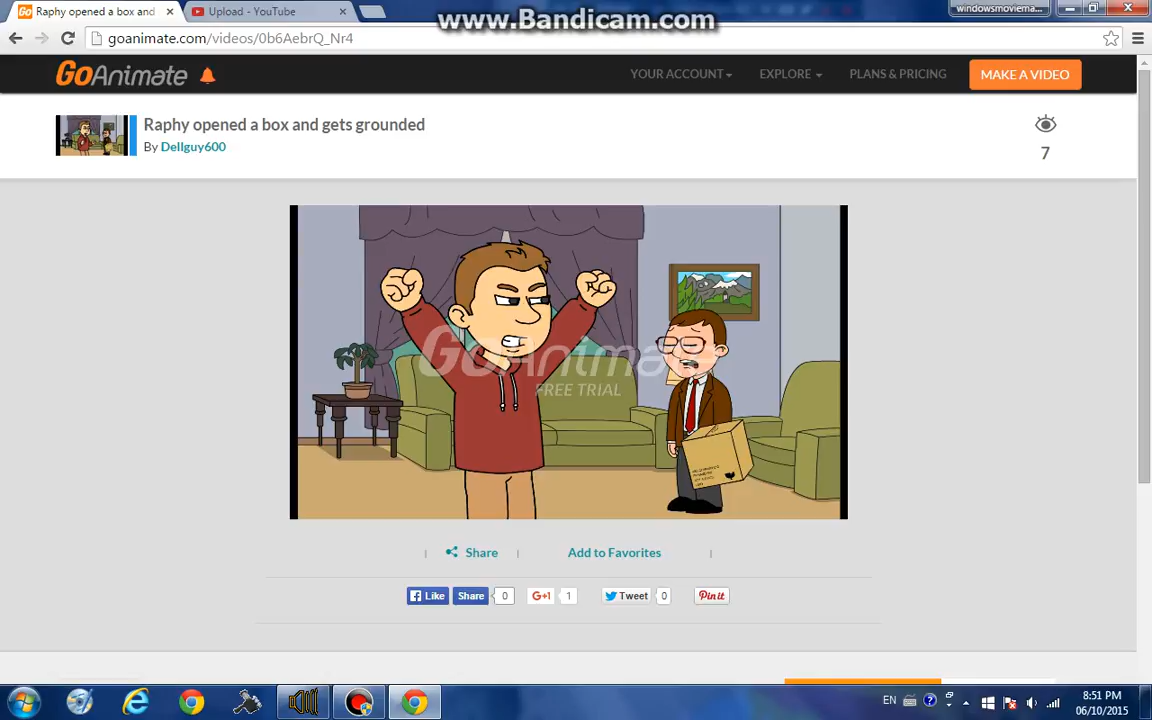 www.Bandicam.com
Raphy opened a box and
Upload - YouTube
windowsmoviema...
goanimate.com/videos/0b6AebrQ_Nr4
GoAnimate
YOUR ACCOUNT
EXPLORE
PLANS & PRICING
MAKE A VIDEO
Raphy opened a box and gets grounded
By Dellguy600
7
GoAnimate
FREE TRIAL
Share
Add to Favorites
Like
Share
0
G+1
1
Tweet
0
Pin it
EN
8:51 PM
06/10/2015